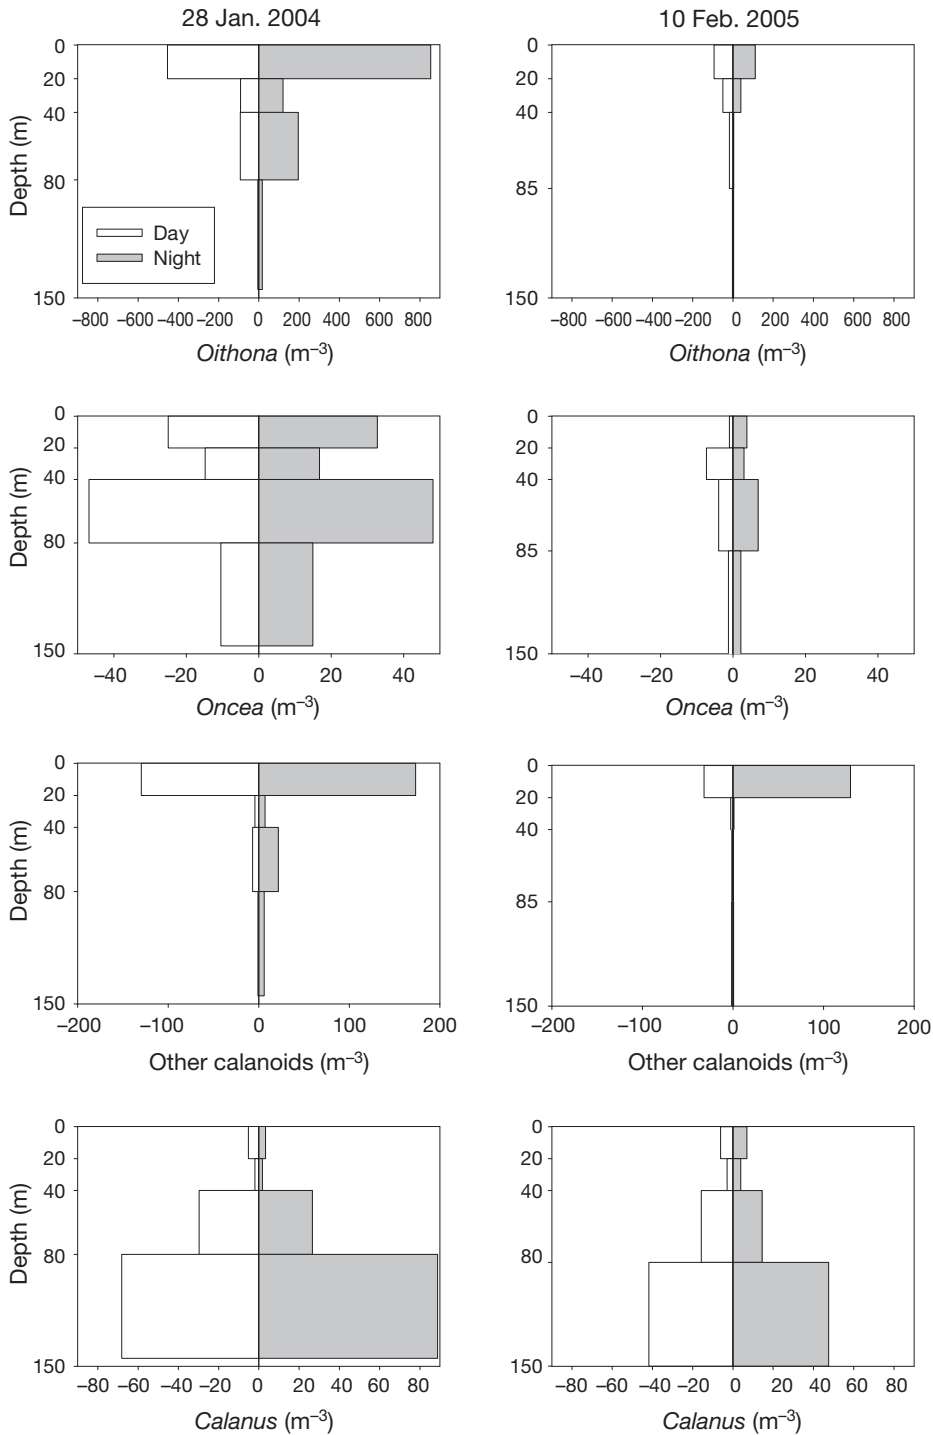 28 Jan. 2004 10 Feb. 2005
0 0
20 20
40 40
80 85
150 150
Depth (m)
Day
Night
−800 −600 −400 −200 0 200 400 600 800 −800 −600 −400 −200 0 200 400 600 800
Oithona (m⁻³) Oithona (m⁻³)
0 0
20 20
40 40
80 85
150 150
Depth (m)
−40 −20 0 20 40 −40 −20 0 20 40
Oncea (m⁻³) Oncea (m⁻³)
0 0
20 20
40 40
80 85
150 150
Depth (m)
−200 −100 0 100 200 −200 −100 0 100 200
Other calanoids (m⁻³) Other calanoids (m⁻³)
0 0
20 20
40 40
80 80
150 150
Depth (m)
−80 −60 −40 −20 0 20 40 60 80 −80 −60 −40 −20 0 20 40 60 80
Calanus (m⁻³) Calanus (m⁻³)